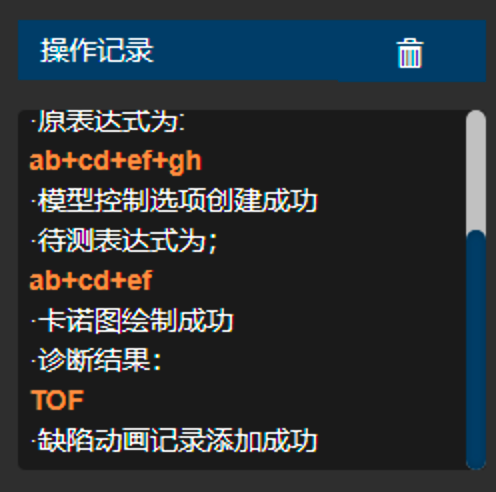 操作记录
·原表达式为:
ab+cd+ef+gh
·模型控制选项创建成功
·待测表达式为；
ab+cd+ef
·卡诺图绘制成功
·诊断结果：
TOF
·缺陷动画记录添加成功